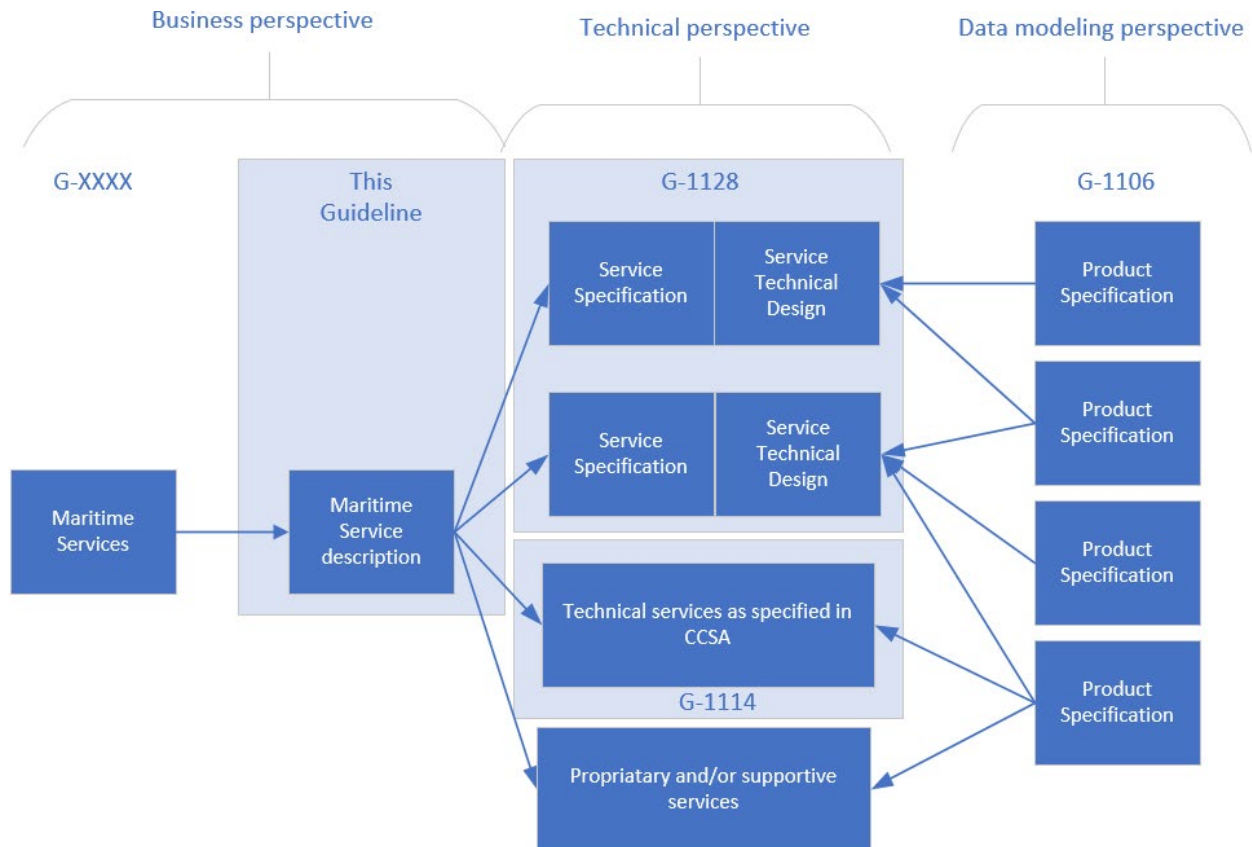 Business perspective
Technical perspective
Data modeling perspective
G-XXXX
This
Guideline
G-1128
G-1106
Service
Specification
Service
Technical
Design
Product
Specification
Service
Specification
Service
Technical
Design
Product
Specification
Maritime
Services
Maritime
Service
description
Product
Specification
Technical services as specified in
CCSA
G-1114
Product
Specification
Propriatary and/or supportive
services